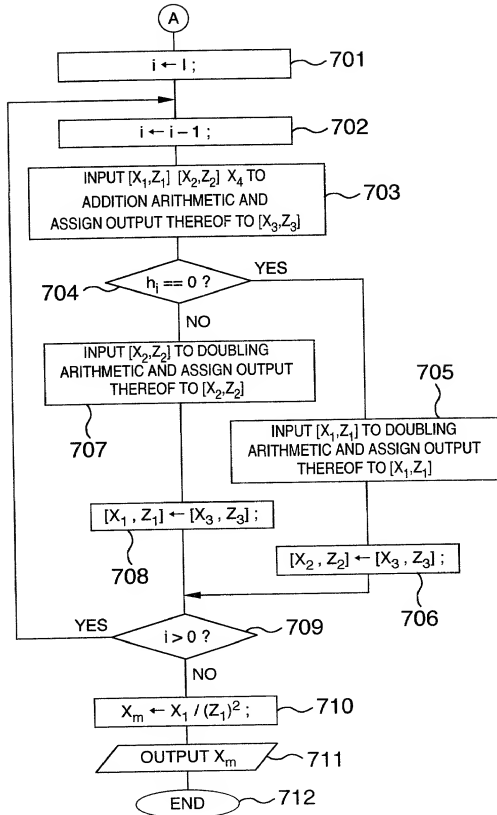 A
i ← l ;
701
i ← i – 1 ;
702
INPUT [X₁,Z₁] [X₂,Z₂] X₄ TO
ADDITION ARITHMETIC AND
ASSIGN OUTPUT THEREOF TO [X₃,Z₃]
703
hᵢ == 0 ?
YES
704
NO
INPUT [X₂,Z₂] TO DOUBLING
ARITHMETIC AND ASSIGN OUTPUT
THEREOF TO [X₂,Z₂]
707
705
INPUT [X₁,Z₁] TO DOUBLING
ARITHMETIC AND ASSIGN OUTPUT
THEREOF TO [X₁,Z₁]
[X₁ , Z₁] ← [X₃ , Z₃] ;
708
[X₂ , Z₂] ← [X₃ , Z₃] ;
706
YES
i > 0 ?
709
NO
Xₘ ← X₁ / (Z₁)² ;
710
OUTPUT Xₘ
711
END
712